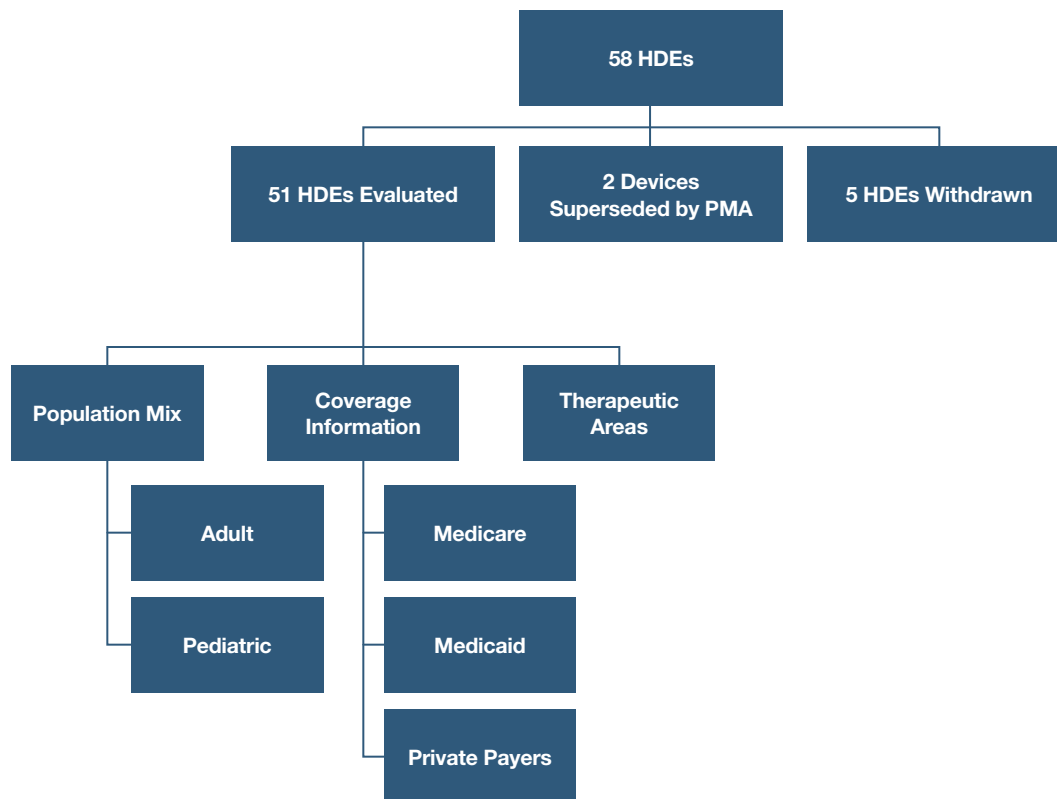 58 HDEs
51 HDEs Evaluated
2 Devices
Superseded by PMA
5 HDEs Withdrawn
Population Mix
Coverage
Information
Therapeutic
Areas
Adult
Medicare
Pediatric
Medicaid
Private Payers